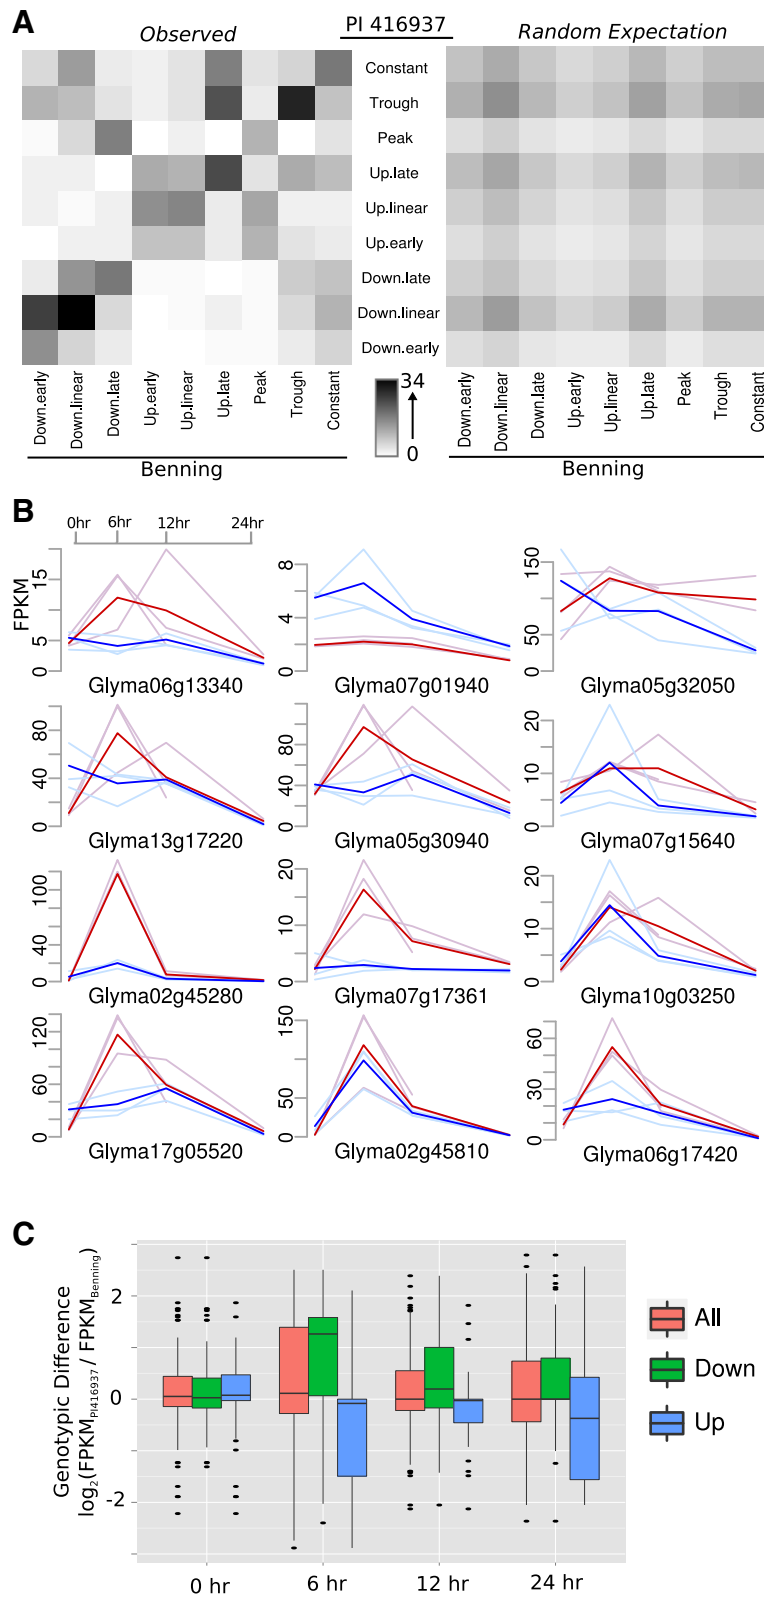 A
Observed
PI 416937
Random Expectation
Constant
Trough
Peak
Up.late
Up.linear
Up.early
Down.late
Down.linear
Down.early
Down.early
Down.linear
Down.late
Up.early
Up.linear
Up.late
Peak
Trough
Constant
34
0
Down.early
Down.linear
Down.late
Up.early
Up.linear
Up.late
Peak
Trough
Constant
Benning
Benning
B
0hr 6hr 12hr 24hr
FPKM
0 5 15
Glyma06g13340
0 4 8
Glyma07g01940
0 50 150
Glyma05g32050
0 40 80
Glyma13g17220
0 40 80
Glyma05g30940
0 10 20
Glyma07g15640
0 40 100
Glyma02g45280
0 10 20
Glyma07g17361
0 10 20
Glyma10g03250
0 60 120
Glyma17g05520
0 50 150
Glyma02g45810
0 30 60
Glyma06g17420
C
Genotypic Difference
log2(FPKMPI416937 / FPKMBenning)
2
0
-2
0 hr
6 hr
12 hr
24 hr
All
Down
Up